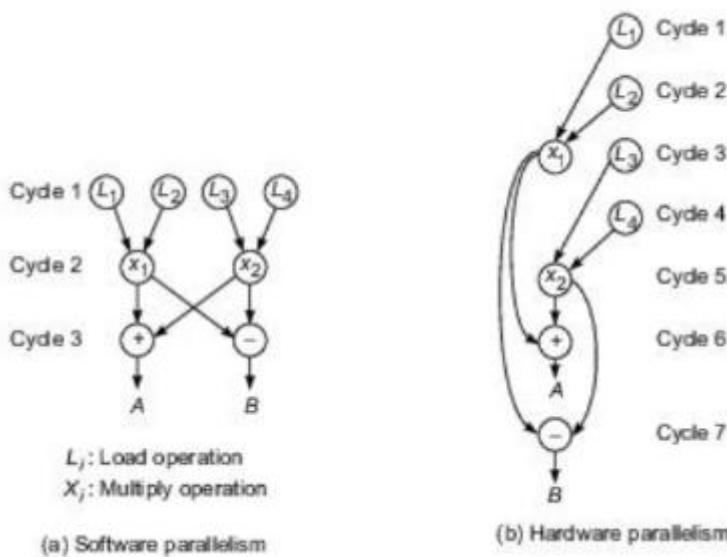 Cycle 1 L1 L2 L3 L4
Cycle 2 x1 x2
Cycle 3 + −
A B
Li : Load operation
Xj : Multiply operation
(a) Software parallelism
L1 Cycle 1
L2 Cycle 2
x1 L3 Cycle 3
L4 Cycle 4
x2 Cycle 5
+ Cycle 6
A
− Cycle 7
B
(b) Hardware parallelism